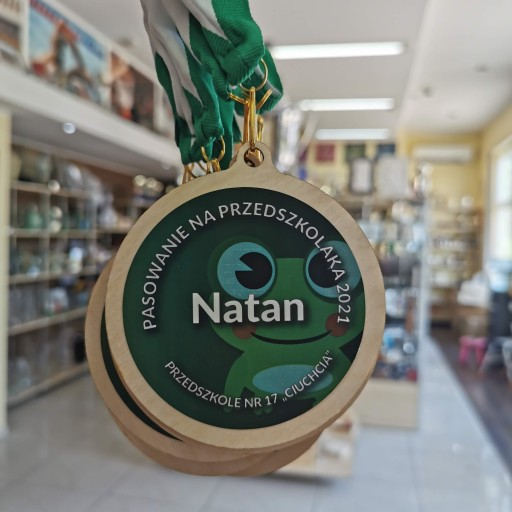 PASOWANIE NA PRZEDSZKOLAKA 2021
Natan
PRZEDSZKOLE NR 17 „CIUCHCIA"